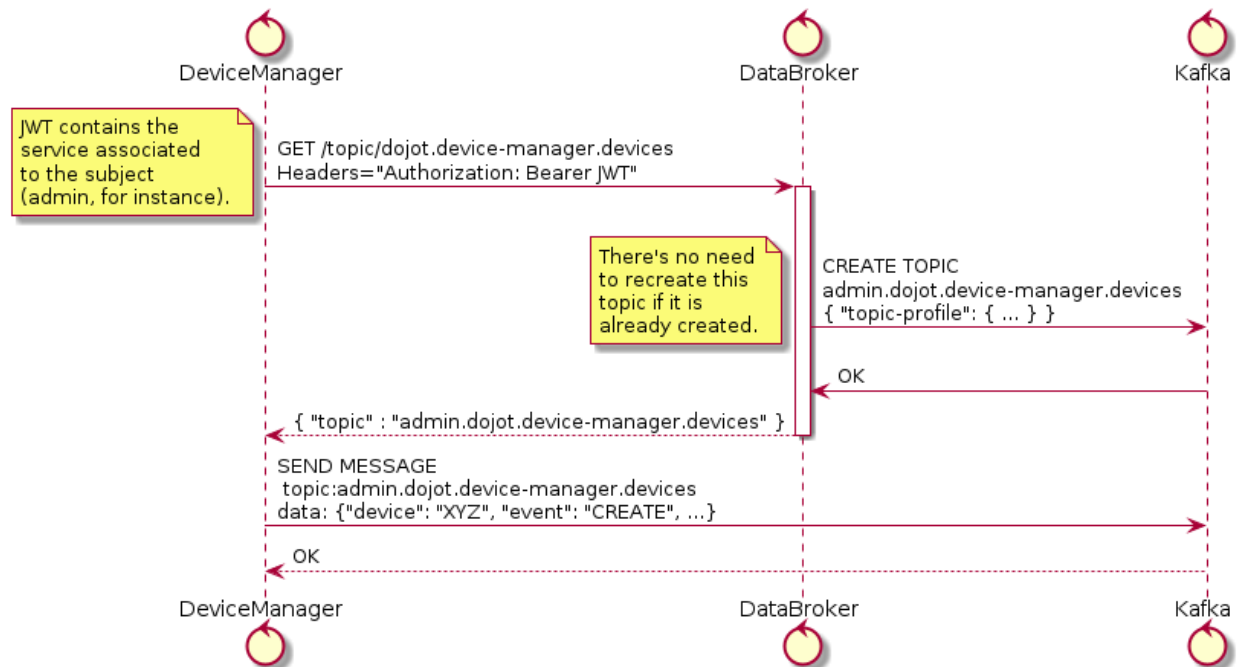 DeviceManager
DataBroker
Kafka
JWT contains the
service associated
to the subject
(admin, for instance).
GET /topic/dojot.device-manager.devices
Headers="Authorization: Bearer JWT"
There's no need
to recreate this
topic if it is
already created.
CREATE TOPIC
admin.dojot.device-manager.devices
{ "topic-profile": { ... } }
OK
{ "topic" : "admin.dojot.device-manager.devices" }
SEND MESSAGE
topic:admin.dojot.device-manager.devices
data: {"device": "XYZ", "event": "CREATE", ...}
OK
DeviceManager
DataBroker
Kafka